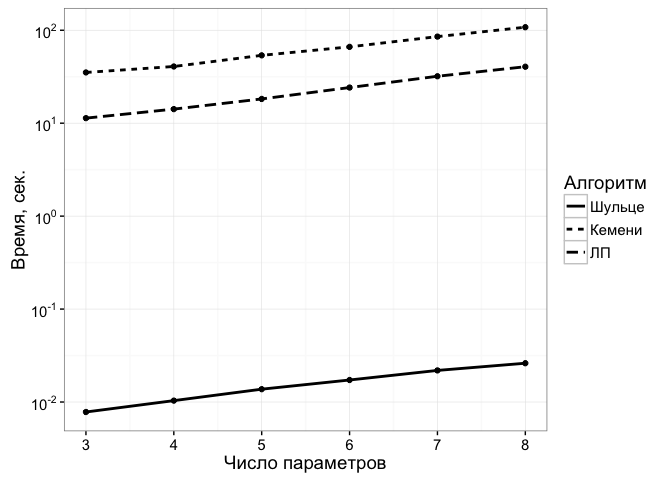 10²
10¹
10⁰
10⁻¹
10⁻²
Время, сек.
3 4 5 6 7 8
Число параметров
Алгоритм
Шульце
Кемени
ЛП